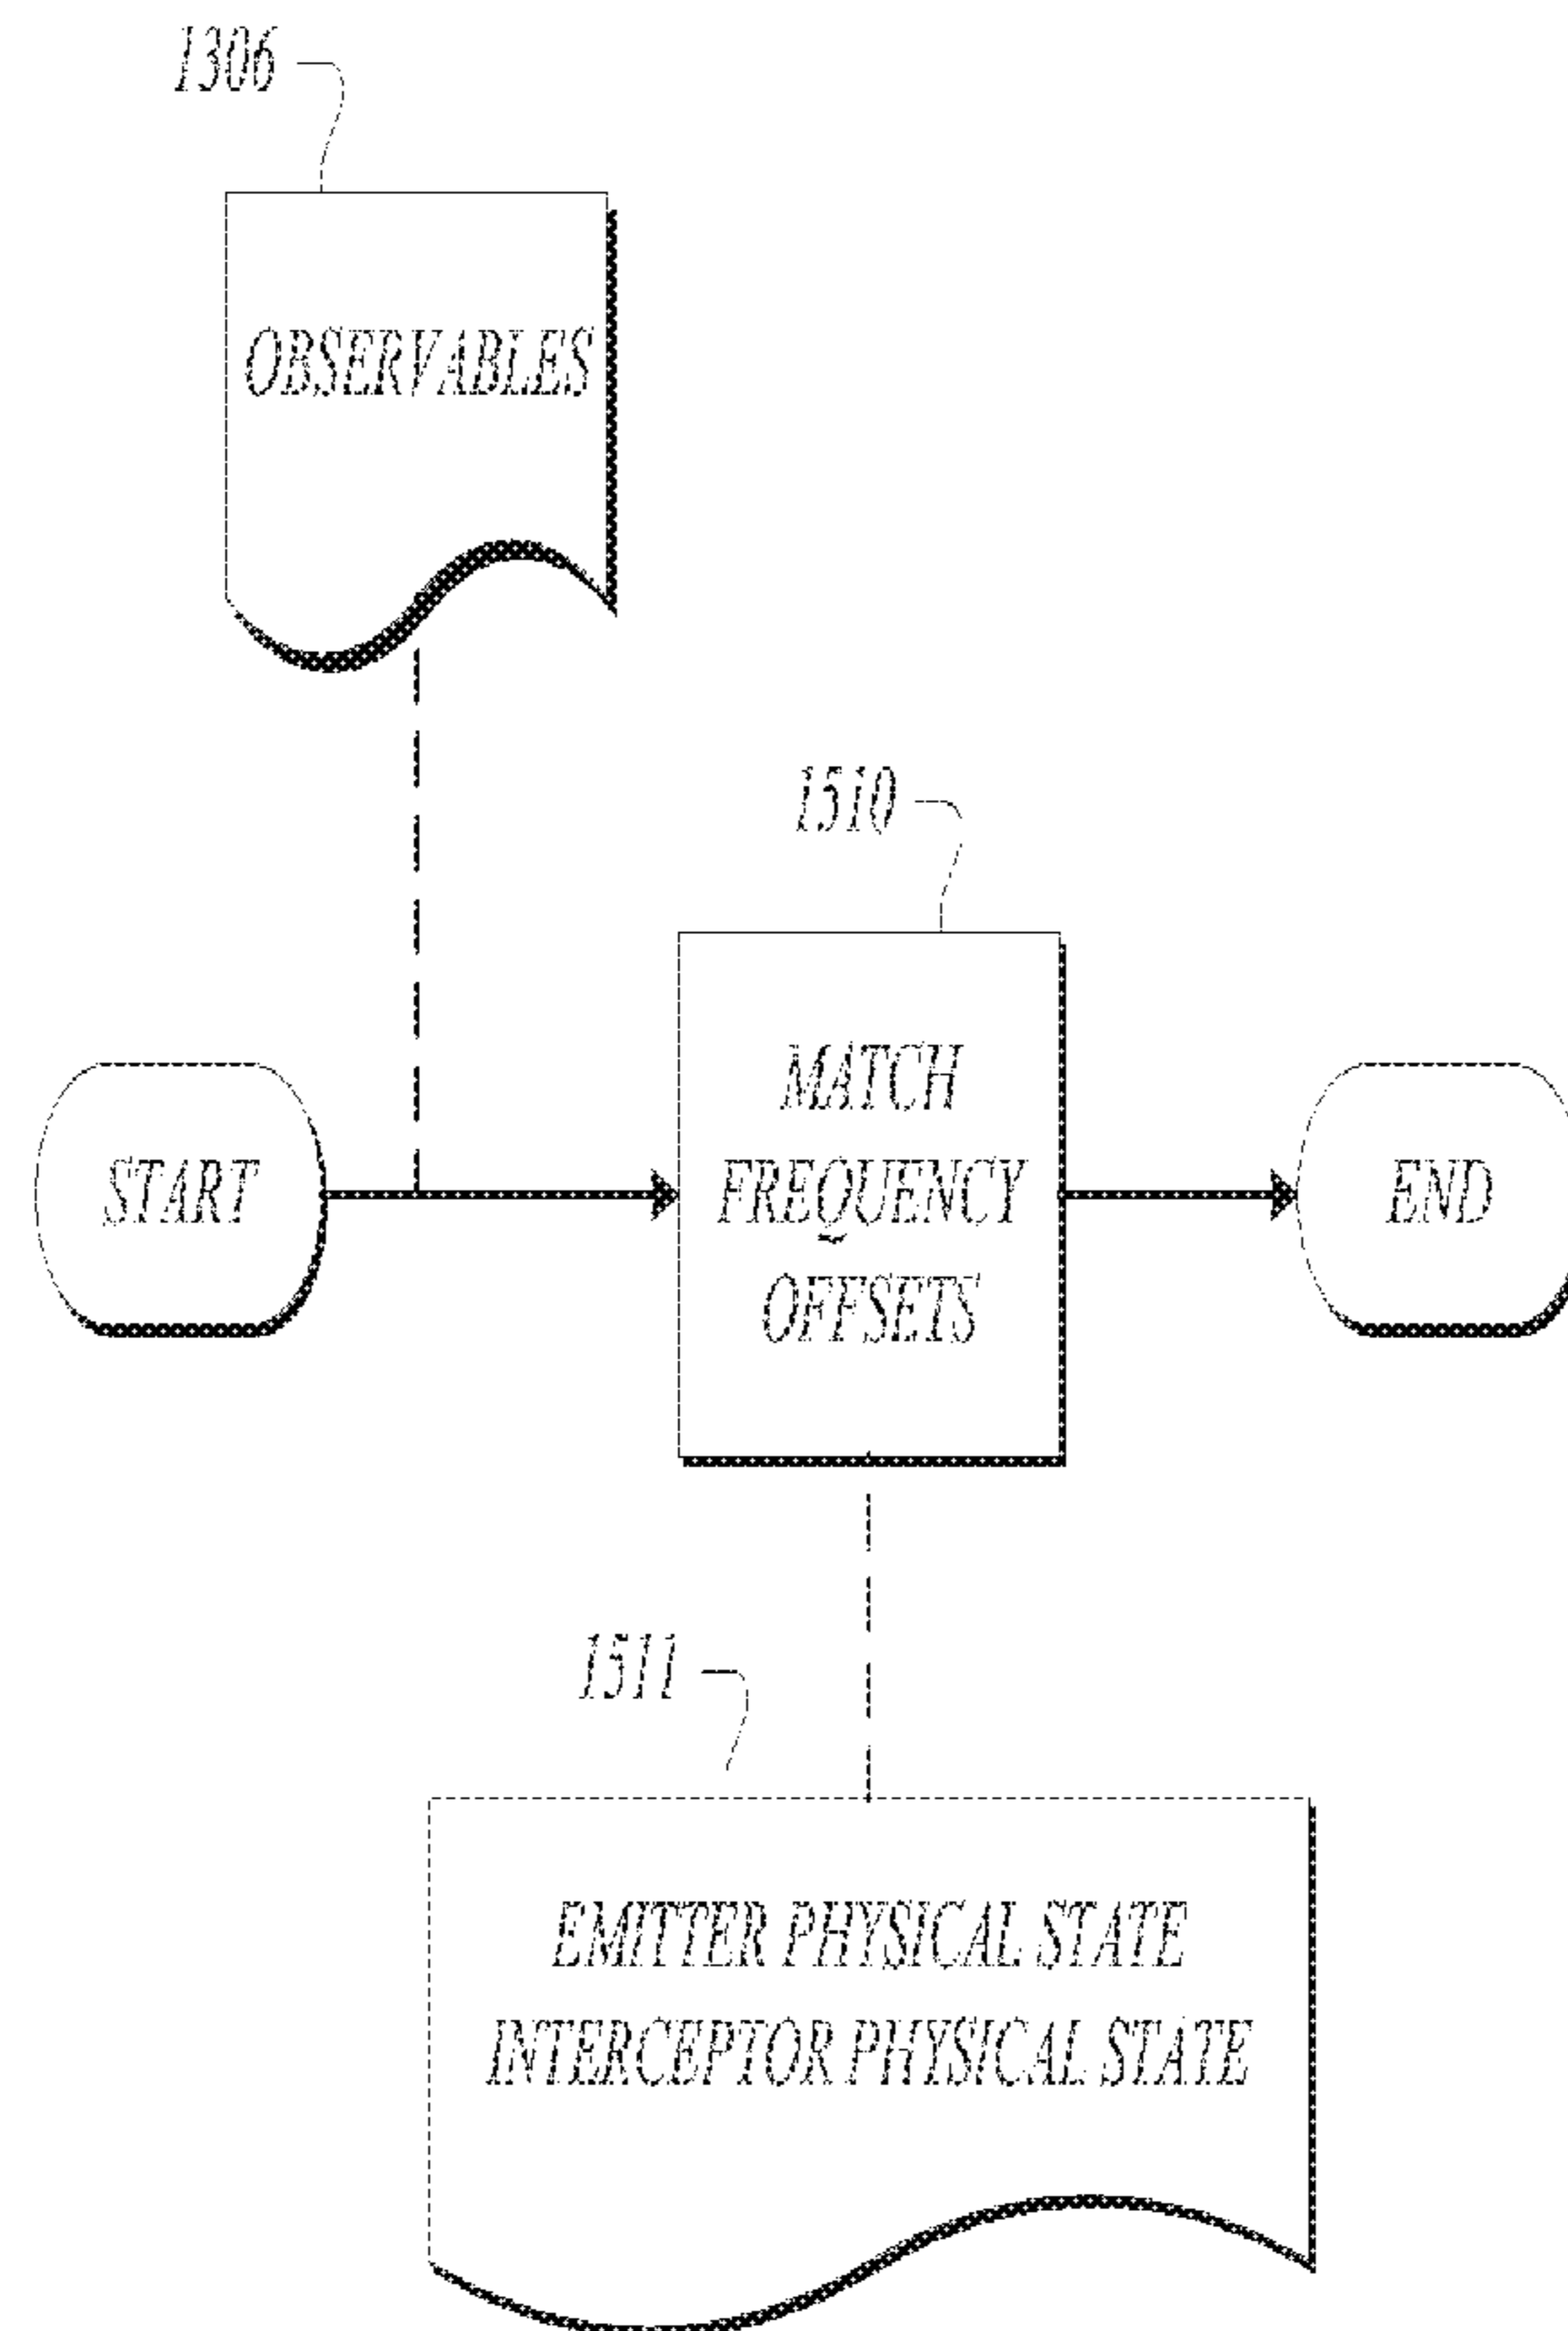 1306
OBSERVABLES
1510
START
MATCH
FREQUENCY
OFFSETS
END
1511
EMITTER PHYSICAL STATE
INTERCEPTOR PHYSICAL STATE